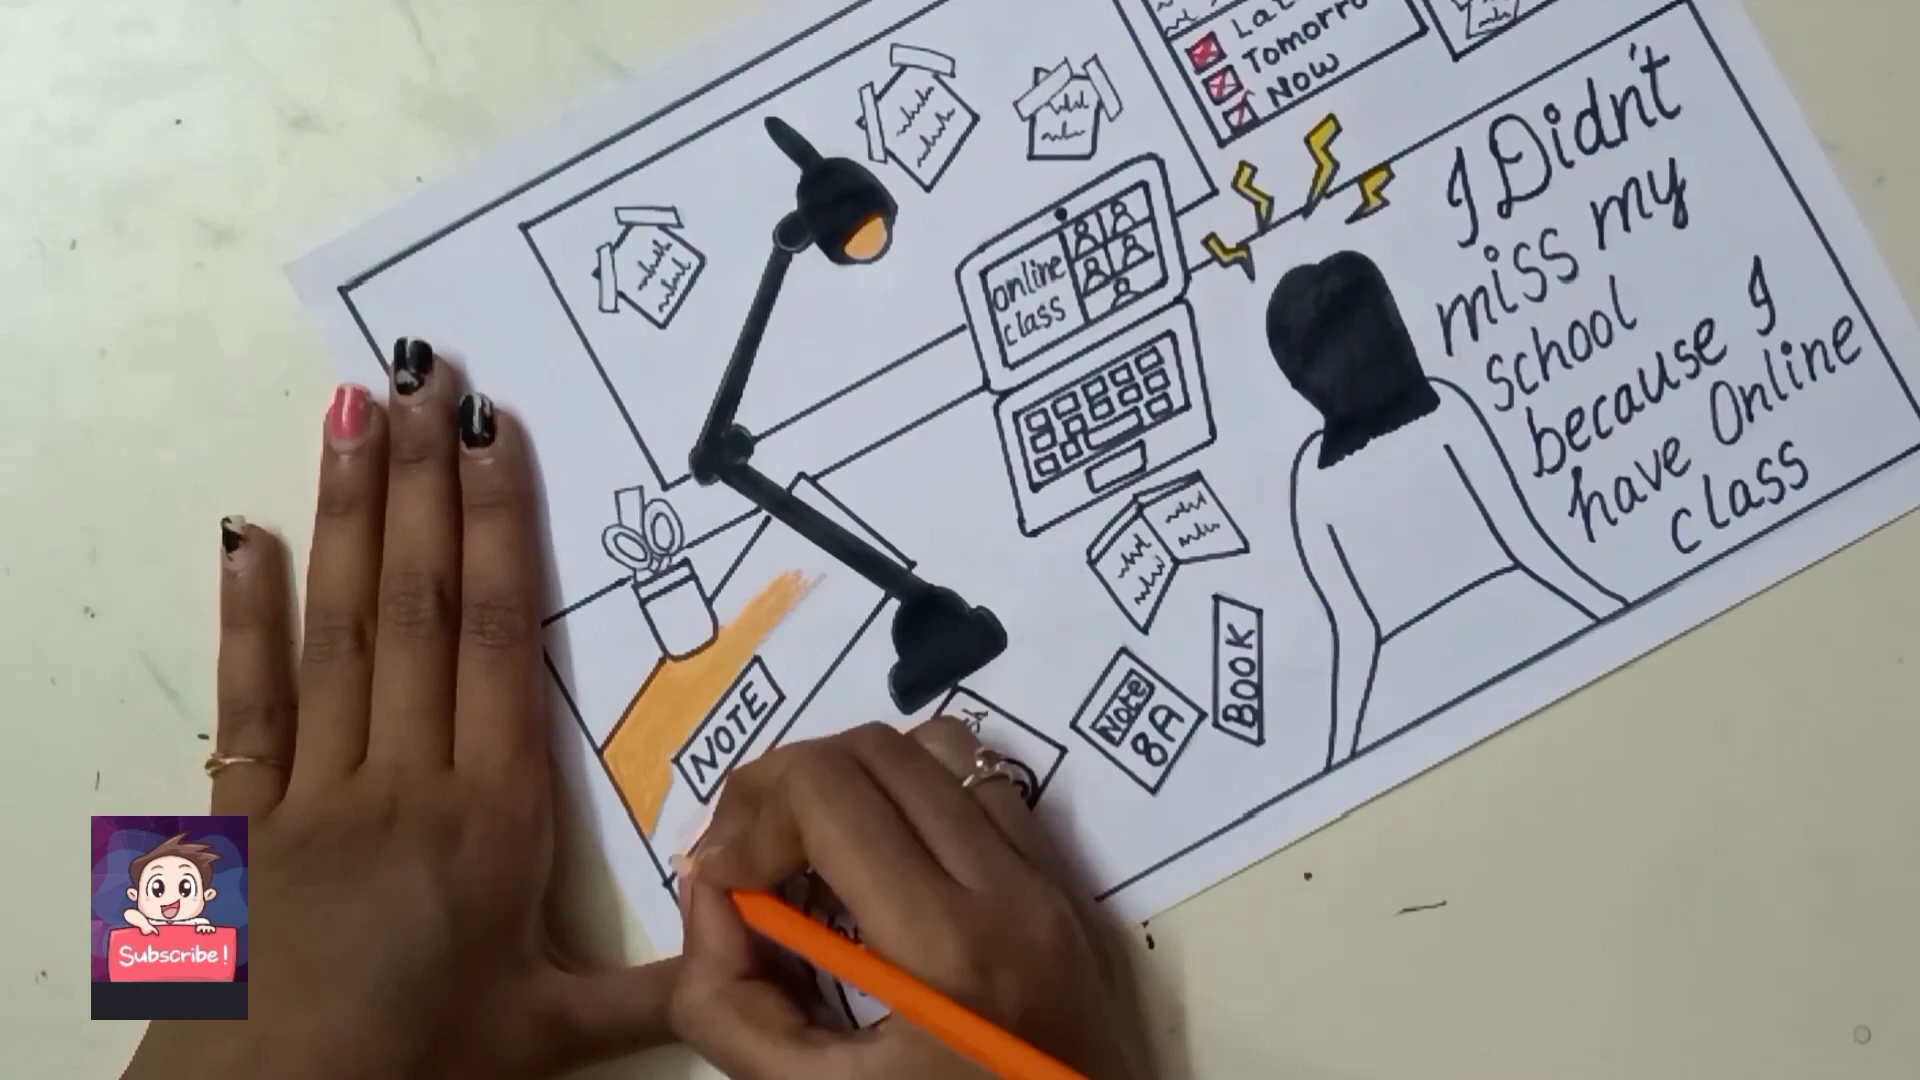 Tomorro
Now
I Didn't
miss my
school
because I
have Online
class
online
class
NOTE
Note
8A
BOOK
Subscribe!